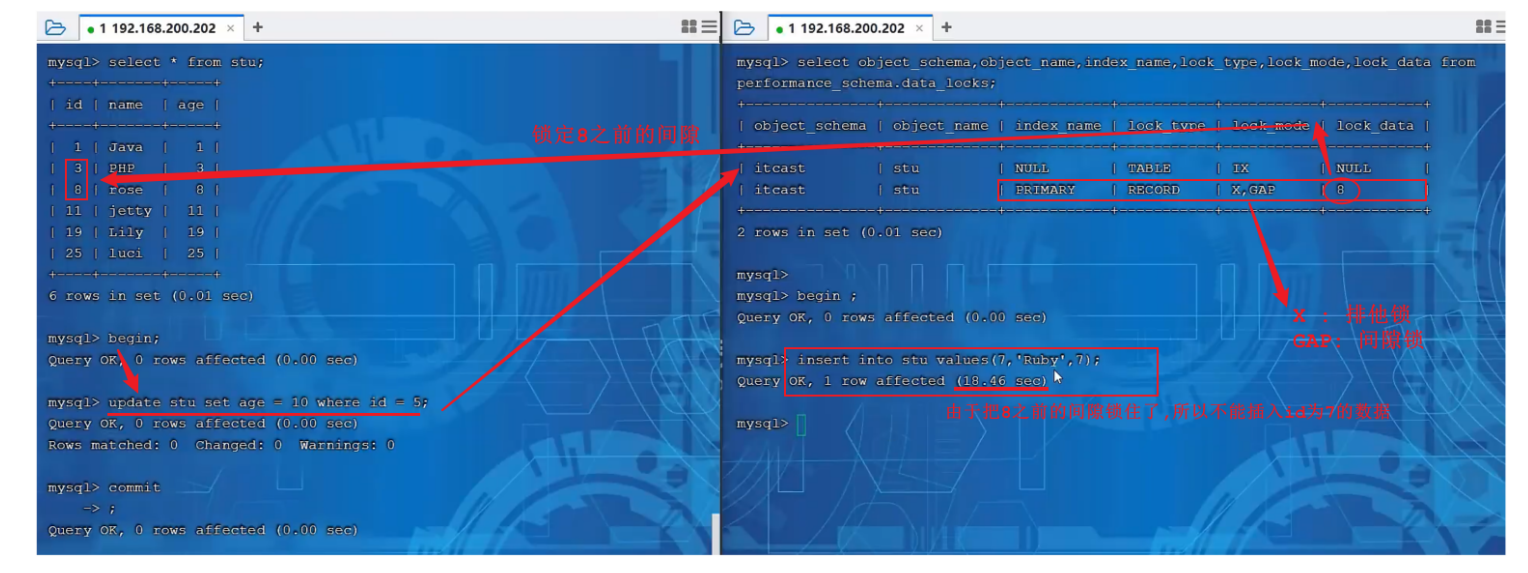 1 192.168.200.202 × +
mysql> select * from stu;
+----+-------+-----+
| id | name | age |
+----+-------+-----+
| 1 | Java | 1 |
| 3 | PHP | 3 |
| 8 | rose | 8 |
| 11 | jetty | 11 |
| 19 | Lily | 19 |
| 25 | luci | 25 |
+----+-------+-----+
6 rows in set (0.01 sec)
mysql> begin;
Query OK, 0 rows affected (0.00 sec)
mysql> update stu set age = 10 where id = 5;
Query OK, 0 rows affected (0.00 sec)
Rows matched: 0 Changed: 0 Warnings: 0
mysql> commit
-> ;
Query OK, 0 rows affected (0.00 sec)
锁定8之前的间隙
1 192.168.200.202 × +
mysql> select object_schema,object_name,index_name,lock_type,lock_mode,lock_data from
performance_schema.data_locks;
+---------------+-------------+------------+-----------+-----------+-----------+
| object_schema | object_name | index_name | lock_type | lock_mode | lock_data |
+---------------+-------------+------------+-----------+-----------+-----------+
| itcast | stu | NULL | TABLE | IX | NULL |
| itcast | stu | PRIMARY | RECORD | X,GAP | 8 |
+---------------+-------------+------------+-----------+-----------+-----------+
2 rows in set (0.01 sec)
mysql>
mysql> begin ;
Query OK, 0 rows affected (0.00 sec)
X : 排他锁
GAP: 间隙锁
mysql> insert into stu values(7,'Ruby',7);
Query OK, 1 row affected (18.46 sec)
由于把8之前的间隙锁住了,所以不能插入id为7的数据
mysql>